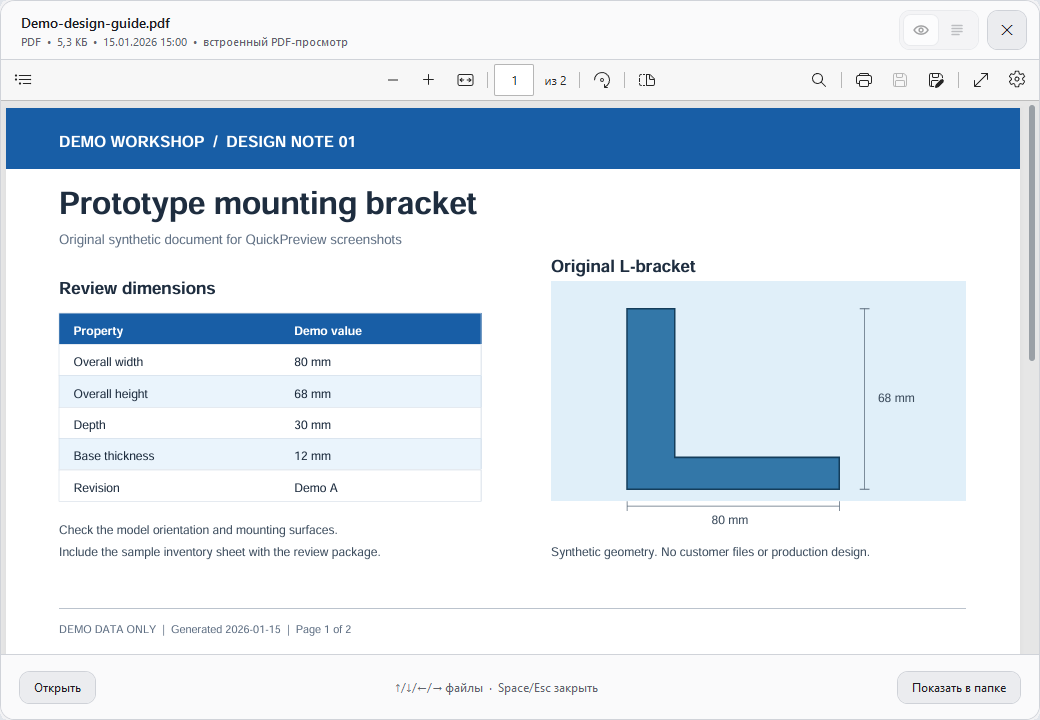 Demo-design-guide.pdf
PDF • 5,3 КБ • 15.01.2026 15:00 • встроенный PDF-просмотр
1 из 2
DEMO WORKSHOP / DESIGN NOTE 01
Prototype mounting bracket
Original synthetic document for QuickPreview screenshots
Review dimensions
Property Demo value
Overall width 80 mm
Overall height 68 mm
Depth 30 mm
Base thickness 12 mm
Revision Demo A
Check the model orientation and mounting surfaces.
Include the sample inventory sheet with the review package.
Original L-bracket
68 mm
80 mm
Synthetic geometry. No customer files or production design.
DEMO DATA ONLY | Generated 2026-01-15 | Page 1 of 2
Открыть
↑/↓/←/→ файлы · Space/Esc закрыть
Показать в папке